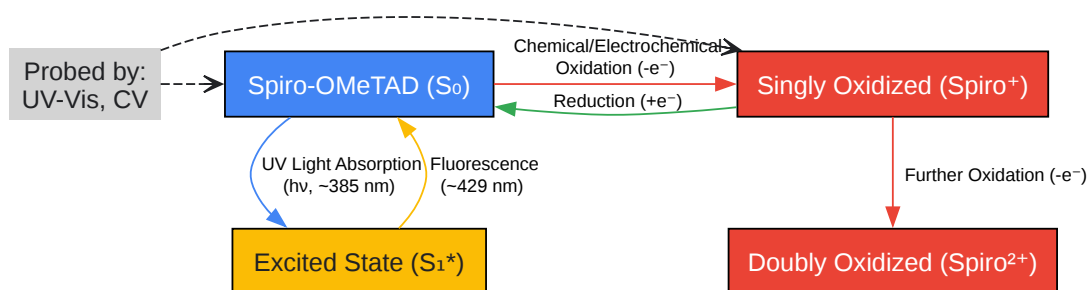 Probed by:
UV-Vis, CV
Spiro-OMeTAD (S₀)
Chemical/Electrochemical
Oxidation (-e⁻)
Reduction (+e⁻)
Singly Oxidized (Spiro⁺)
UV Light Absorption
(hν, ~385 nm)
Fluorescence
(~429 nm)
Further Oxidation (-e⁻)
Excited State (S₁*)
Doubly Oxidized (Spiro²⁺)